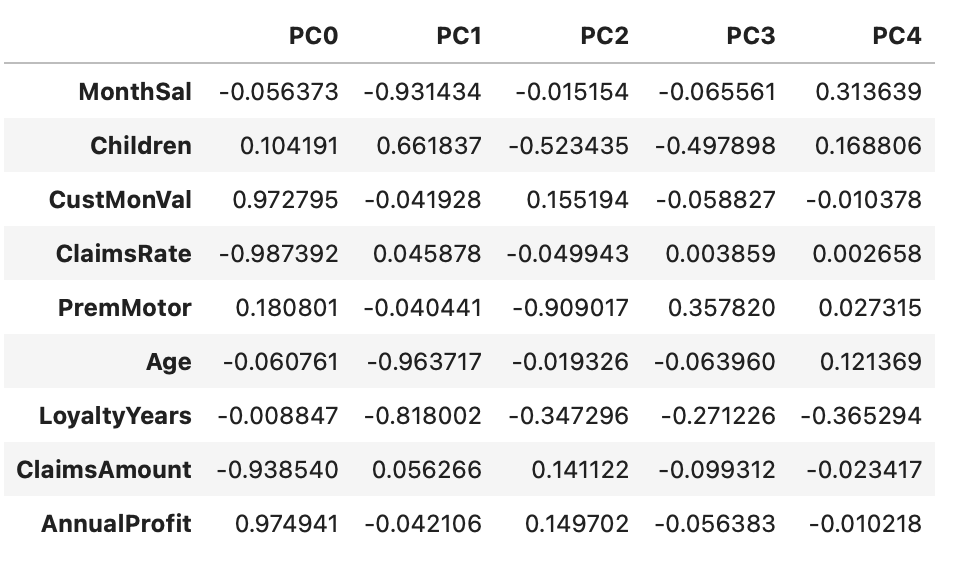 PC0 PC1 PC2 PC3 PC4
MonthSal -0.056373 -0.931434 -0.015154 -0.065561 0.313639
Children 0.104191 0.661837 -0.523435 -0.497898 0.168806
CustMonVal 0.972795 -0.041928 0.155194 -0.058827 -0.010378
ClaimsRate -0.987392 0.045878 -0.049943 0.003859 0.002658
PremMotor 0.180801 -0.040441 -0.909017 0.357820 0.027315
Age -0.060761 -0.963717 -0.019326 -0.063960 0.121369
LoyaltyYears -0.008847 -0.818002 -0.347296 -0.271226 -0.365294
ClaimsAmount -0.938540 0.056266 0.141122 -0.099312 -0.023417
AnnualProfit 0.974941 -0.042106 0.149702 -0.056383 -0.010218